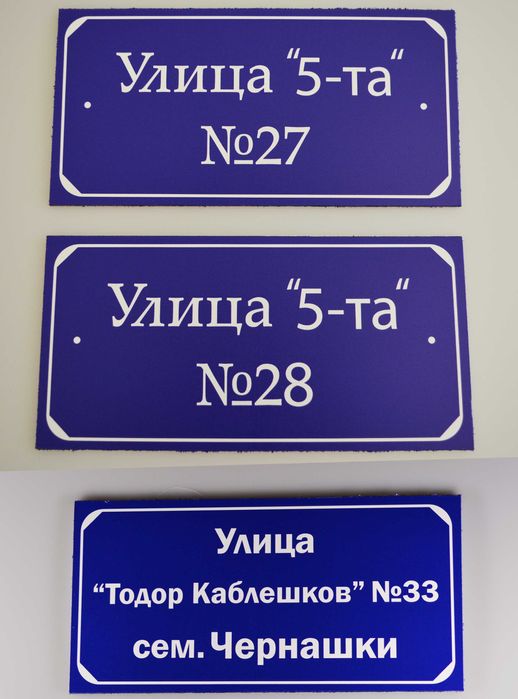 Улица “5-та“
№27
Улица “5-та“
№28
Улица
“Тодор Каблешков” №33
сем. Чернашки